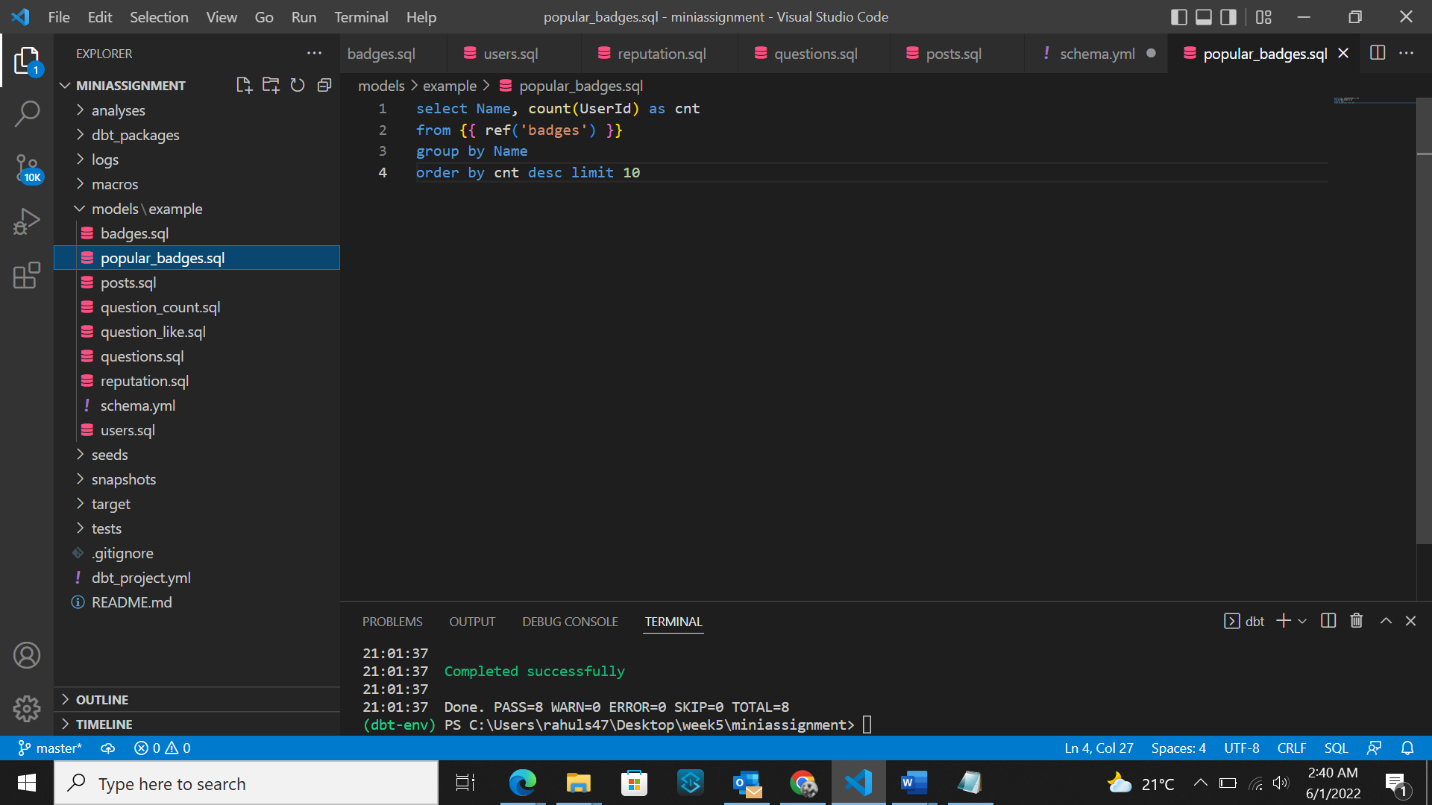 File Edit Selection View Go Run Terminal Help
popular_badges.sql - miniassignment - Visual Studio Code
EXPLORER
1
MINIASSIGNMENT
analyses
dbt_packages
logs
macros
models\example
badges.sql
popular_badges.sql
posts.sql
question_count.sql
question_like.sql
questions.sql
reputation.sql
! schema.yml
users.sql
seeds
snapshots
target
tests
.gitignore
! dbt_project.yml
README.md
OUTLINE
TIMELINE
10K
badges.sql users.sql reputation.sql questions.sql posts.sql ! schema.yml popular_badges.sql
models > example > popular_badges.sql
1 select Name, count(UserId) as cnt
2 from {{ ref('badges') }}
3 group by Name
4 order by cnt desc limit 10
PROBLEMS OUTPUT DEBUG CONSOLE TERMINAL
dbt
21:01:37
21:01:37 Completed successfully
21:01:37
21:01:37 Done. PASS=8 WARN=0 ERROR=0 SKIP=0 TOTAL=8
(dbt-env) PS C:\Users\rahuls47\Desktop\week5\miniassignment>
master* 0 0 Ln 4, Col 27 Spaces: 4 UTF-8 CRLF SQL
Type here to search
21°C
2:40 AM
6/1/2022
1